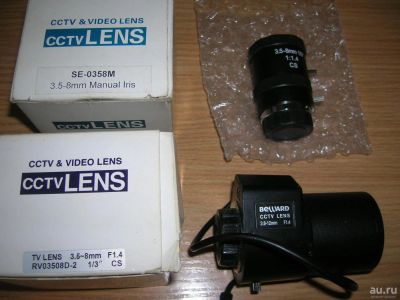 CCTV & VIDEO LENS
CCTV LENS
SE-0358M
3.5-8mm Manual Iris
3.5-8mm Iris
1:1.4
CS
CCTV & VIDEO LENS
CCTV LENS
TV LENS 3.5~8mm F1.4
RV03508D-2 1/3" CS
BEWARD
CCTV LENS
F1.4
au.ru